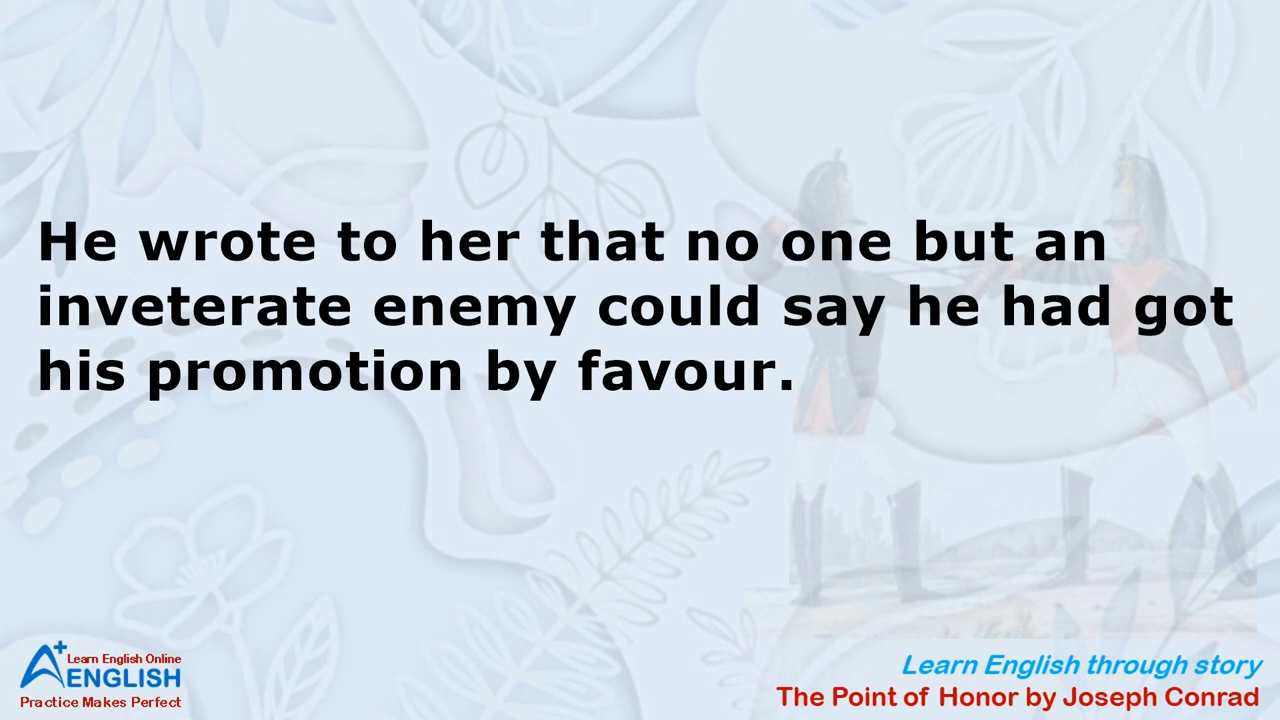 He wrote to her that no one but an
inveterate enemy could say he had got
his promotion by favour.
A+ Learn English Online
ENGLISH
Practice Makes Perfect
Learn English through story
The Point of Honor by Joseph Conrad